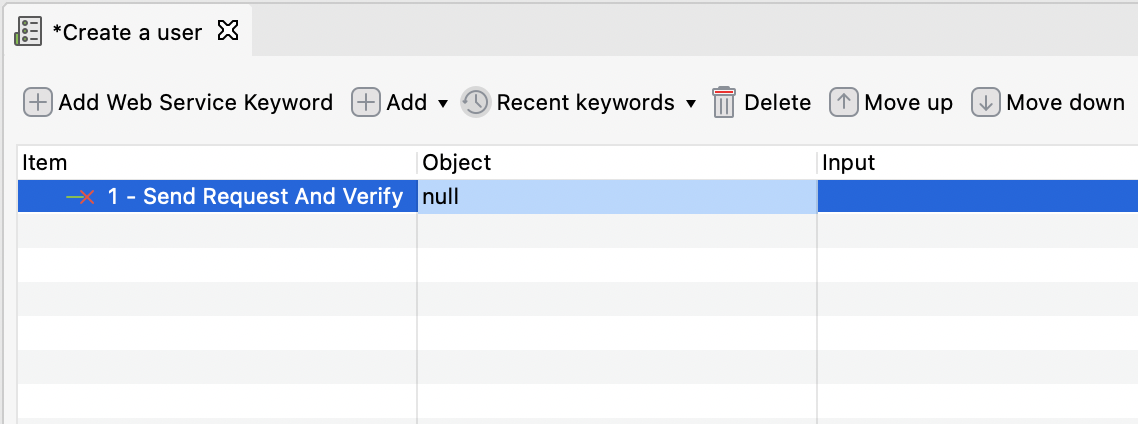 *Create a user
Add Web Service Keyword Add Recent keywords Delete Move up Move down
Item Object Input
1 - Send Request And Verify null